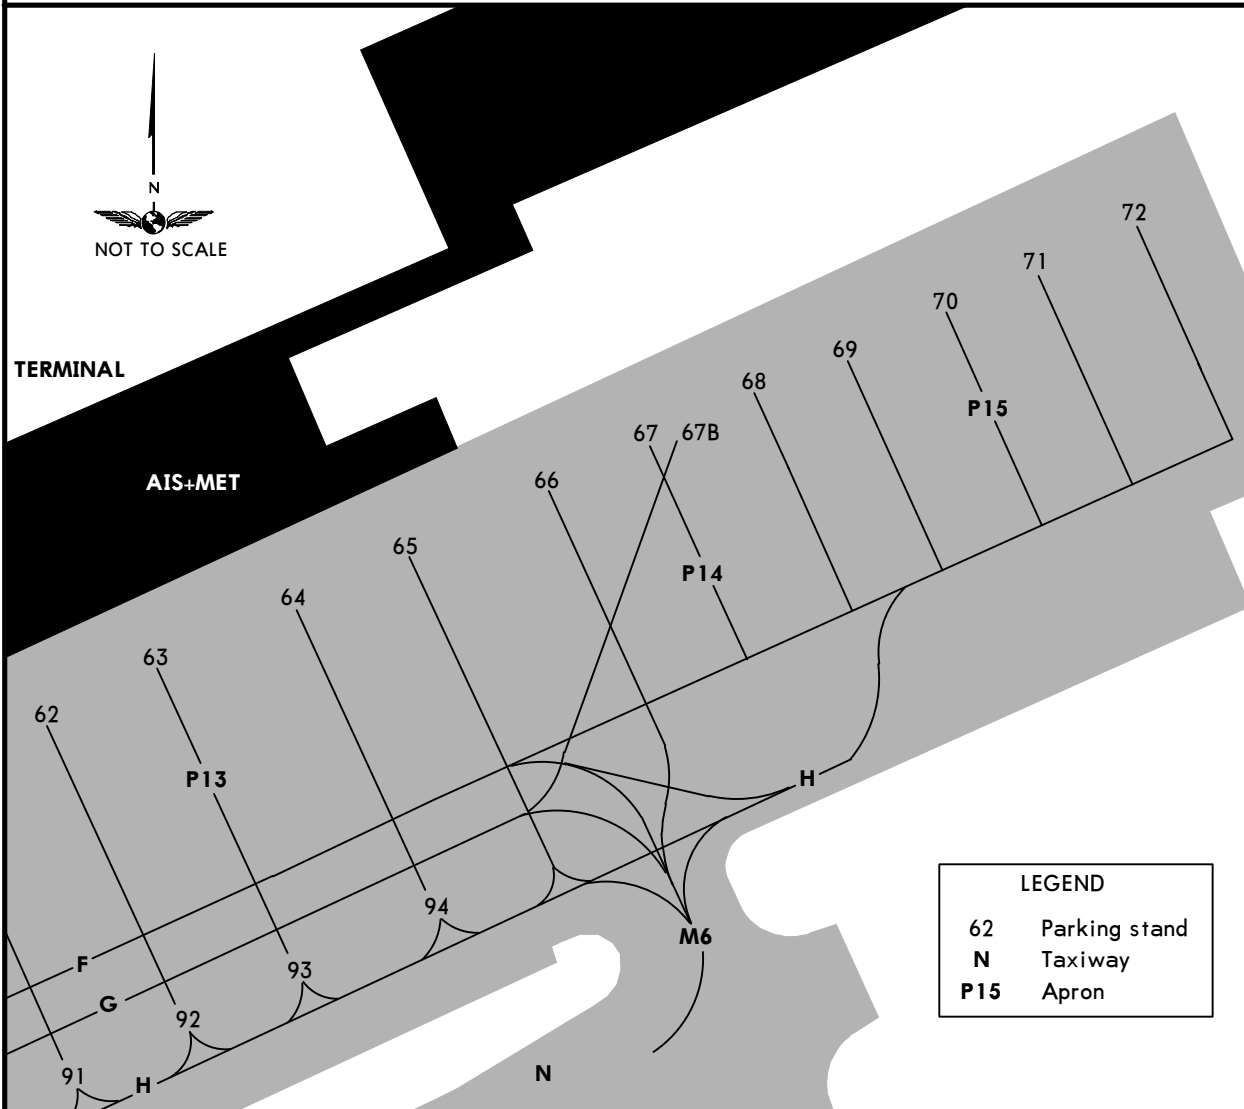 N
NOT TO SCALE
TERMINAL
AIS+MET
72
71
70
69
P15
68
67
67B
66
65
P14
64
63
62
P13
H
94
M6
F
93
G
92
91
H
N
LEGEND
62 Parking stand
N Taxiway
P15 Apron